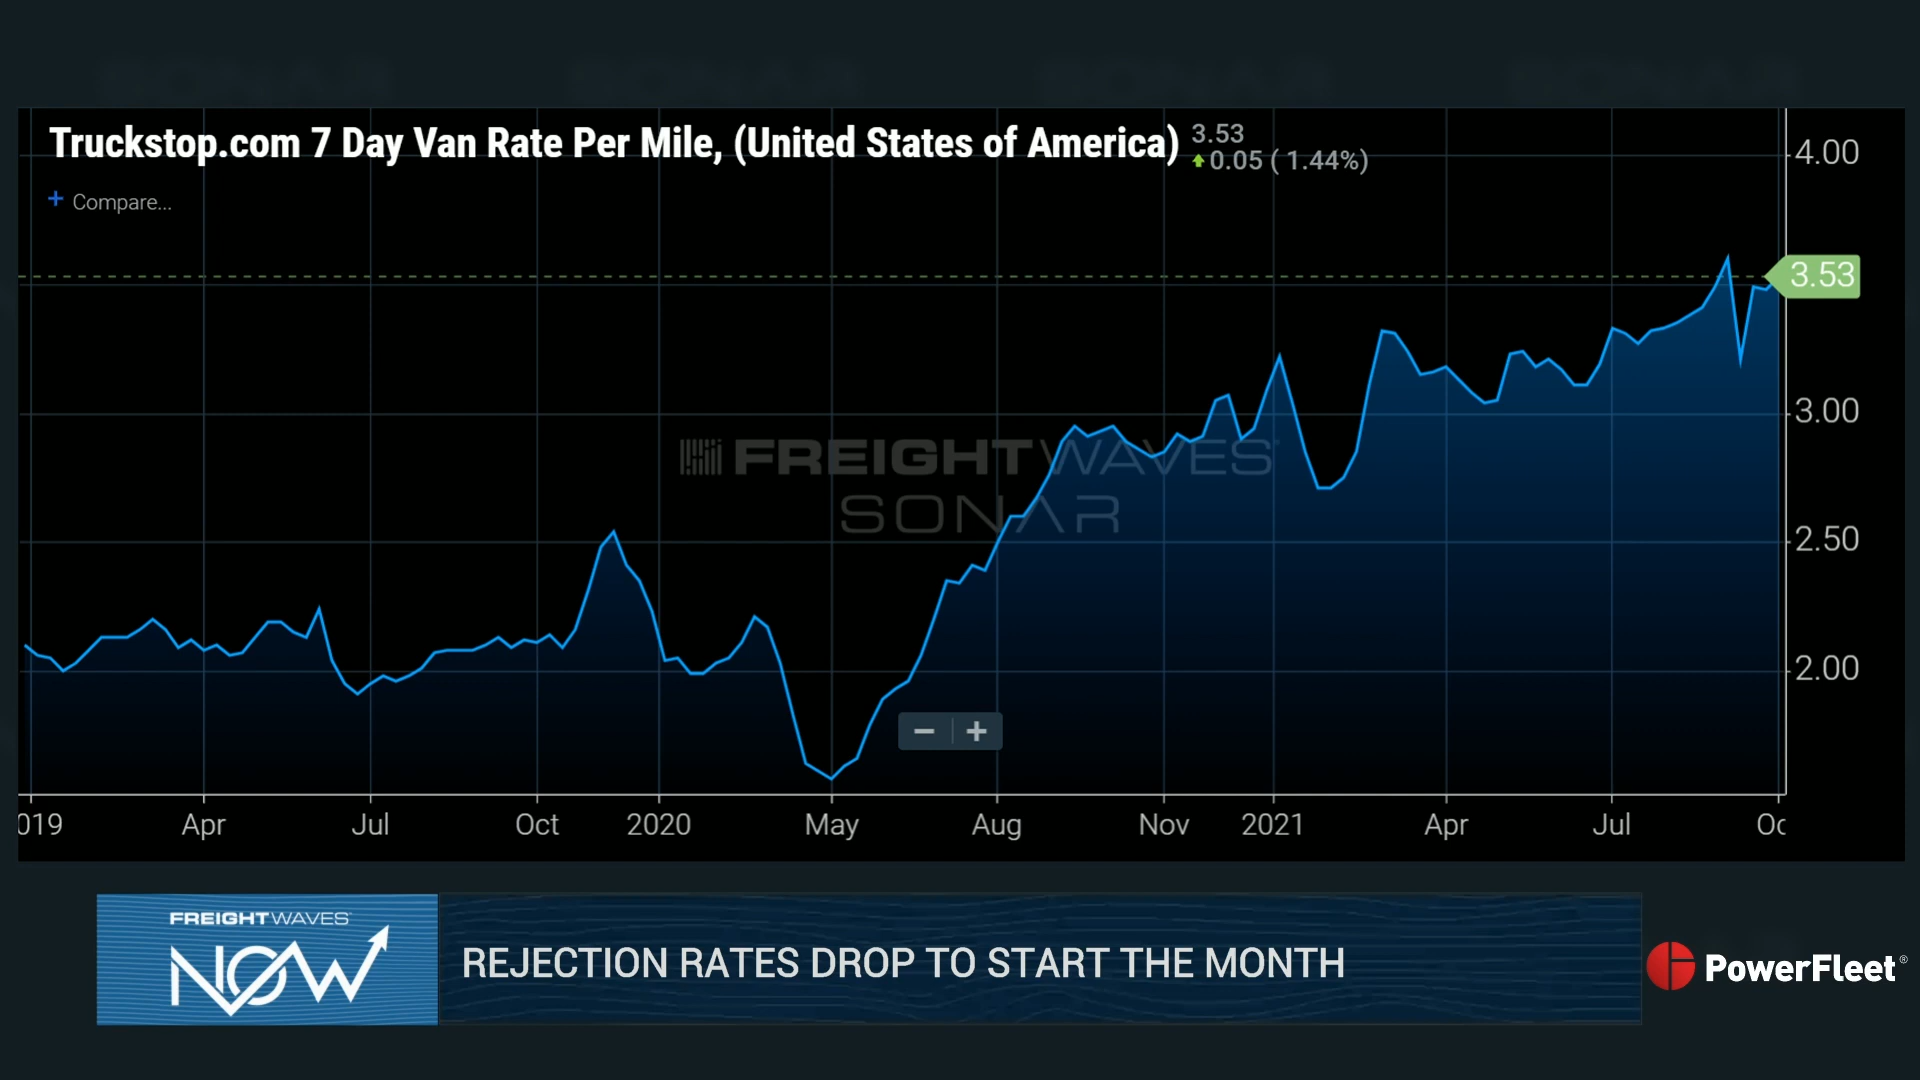 Truckstop.com 7 Day Van Rate Per Mile, (United States of America) 3.53
0.05 ( 1.44%)
+ Compare...
4.00
3.53
3.00
2.50
2.00
FREIGHTWAVES
SONAR
− +
019 Apr Jul Oct 2020 May Aug Nov 2021 Apr Jul Oc
FREIGHTWAVES
NOW
REJECTION RATES DROP TO START THE MONTH
PowerFleet®